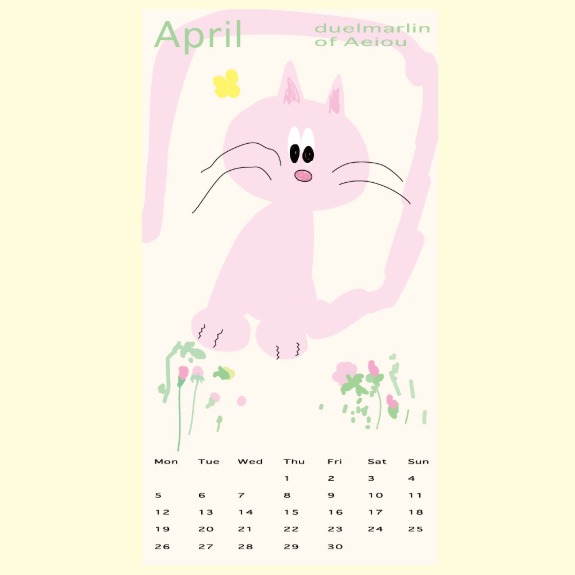 April
duelmarlin
of Aeiou
Mon Tue Wed Thu Fri Sat Sun
1 2 3 4
5 6 7 8 9 10 11
12 13 14 15 16 17 18
19 20 21 22 23 24 25
26 27 28 29 30